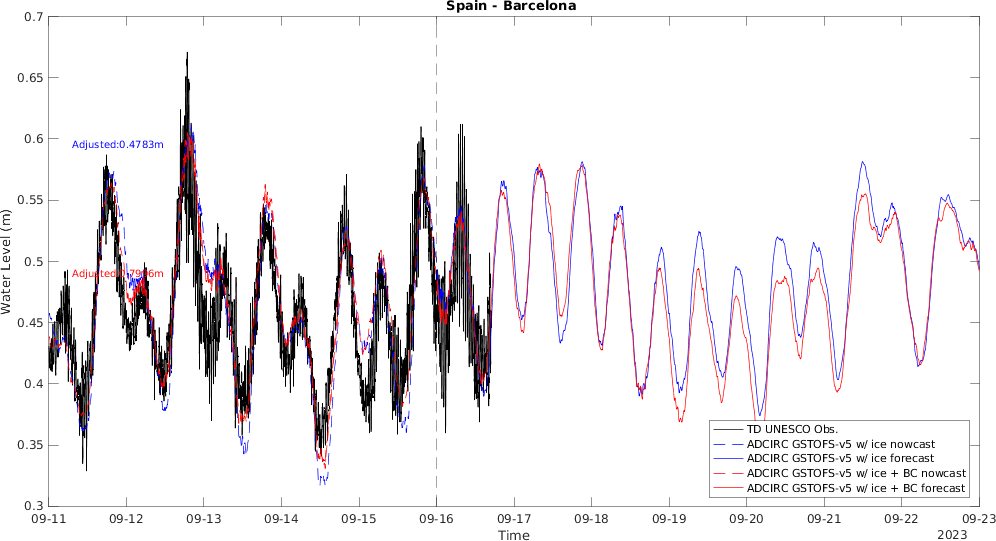 Spain - Barcelona
0.7
0.65
0.6
0.55
0.5
0.45
0.4
0.35
0.3
Water Level (m)
Adjusted:0.4783m
TD UNESCO Obs.
ADCIRC GSTOFS-v5 w/ ice nowcast
ADCIRC GSTOFS-v5 w/ ice forecast
ADCIRC GSTOFS-v5 w/ ice + BC nowcast
ADCIRC GSTOFS-v5 w/ ice + BC forecast
09-11 09-12 09-13 09-14 09-15 09-16 09-17 09-18 09-19 09-20 09-21 09-22 09-23
Time
2023